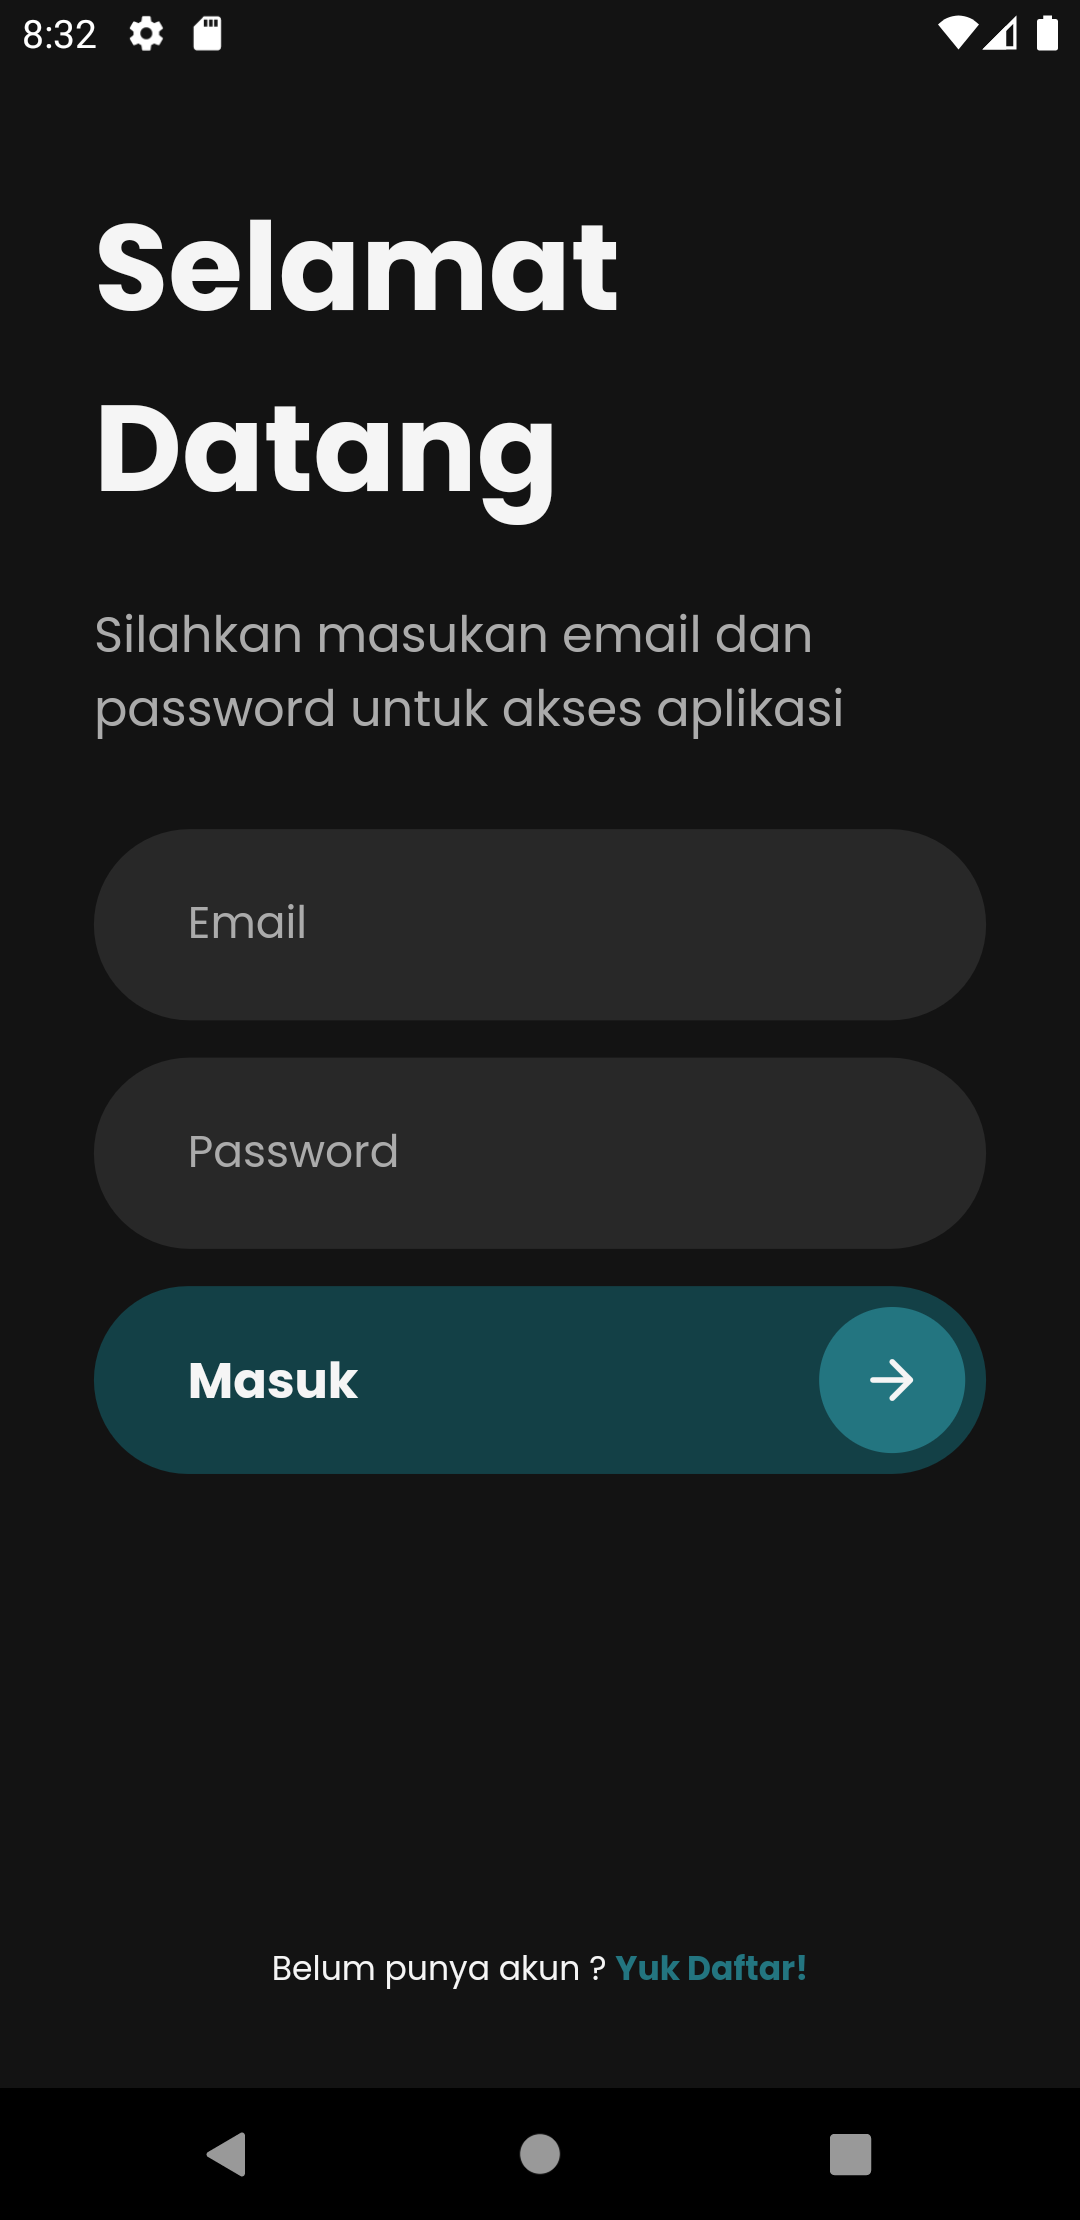 8:32
Selamat
Datang
Silahkan masukan email dan
password untuk akses aplikasi
Email
Password
Masuk
Belum punya akun ? Yuk Daftar!